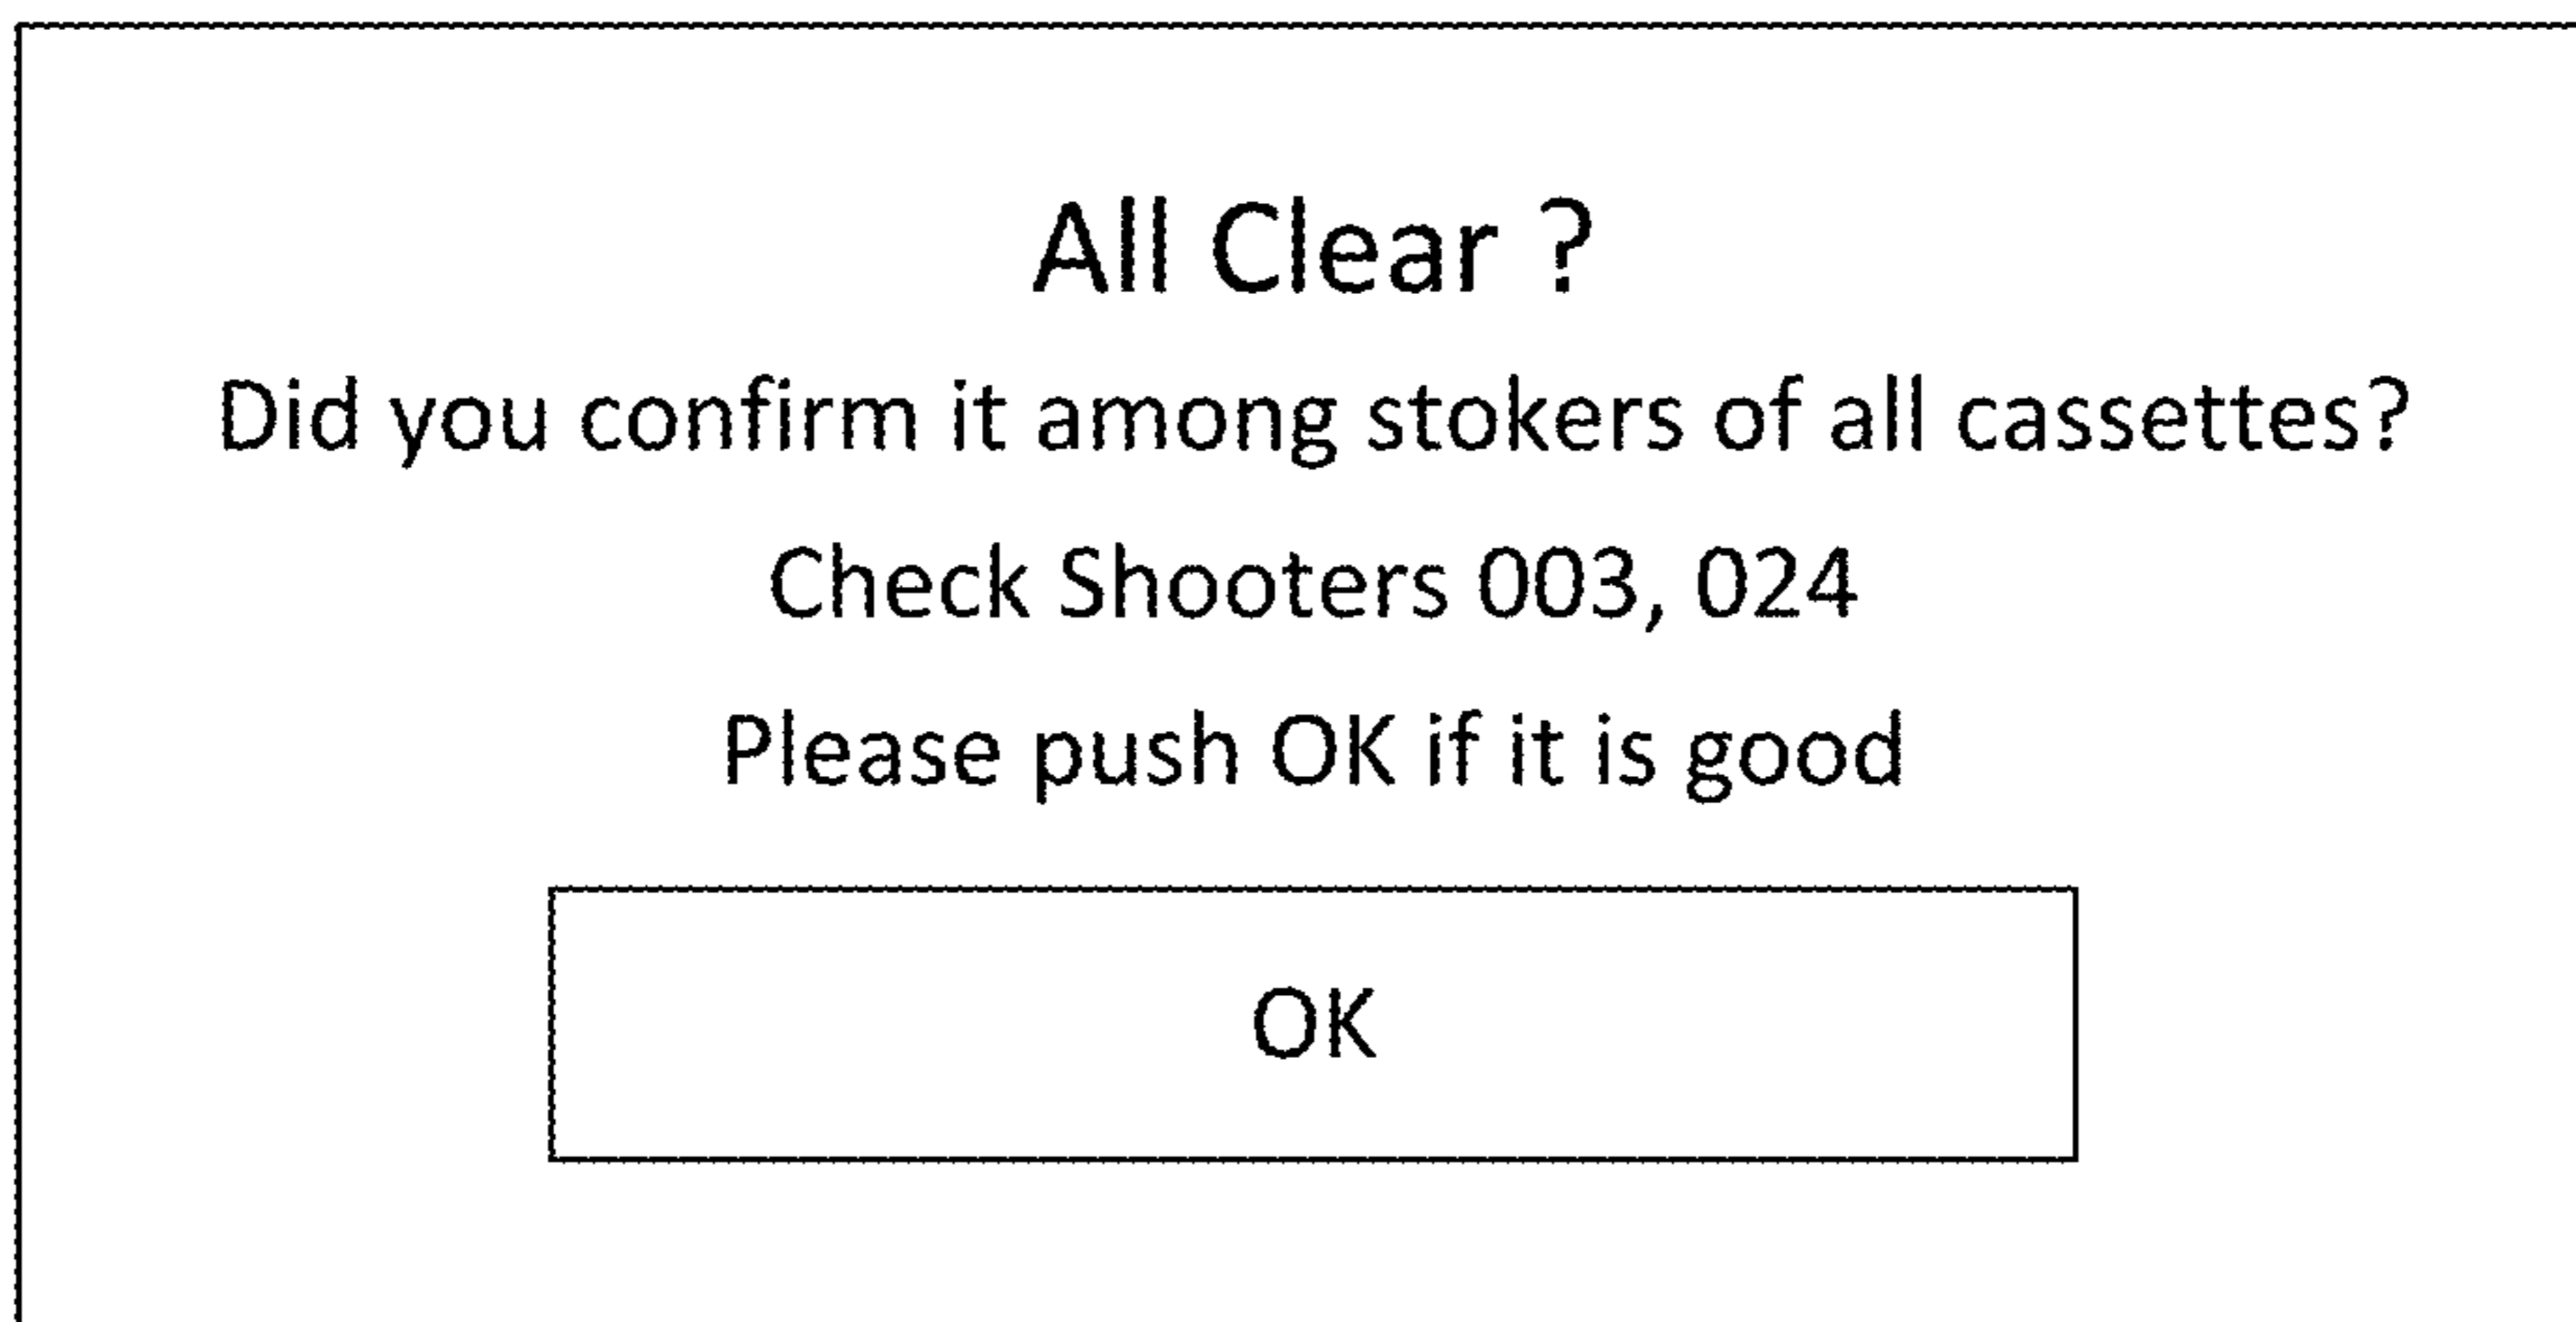 All Clear ?
Did you confirm it among stokers of all cassettes?
Check Shooters 003, 024
Please push OK if it is good
OK